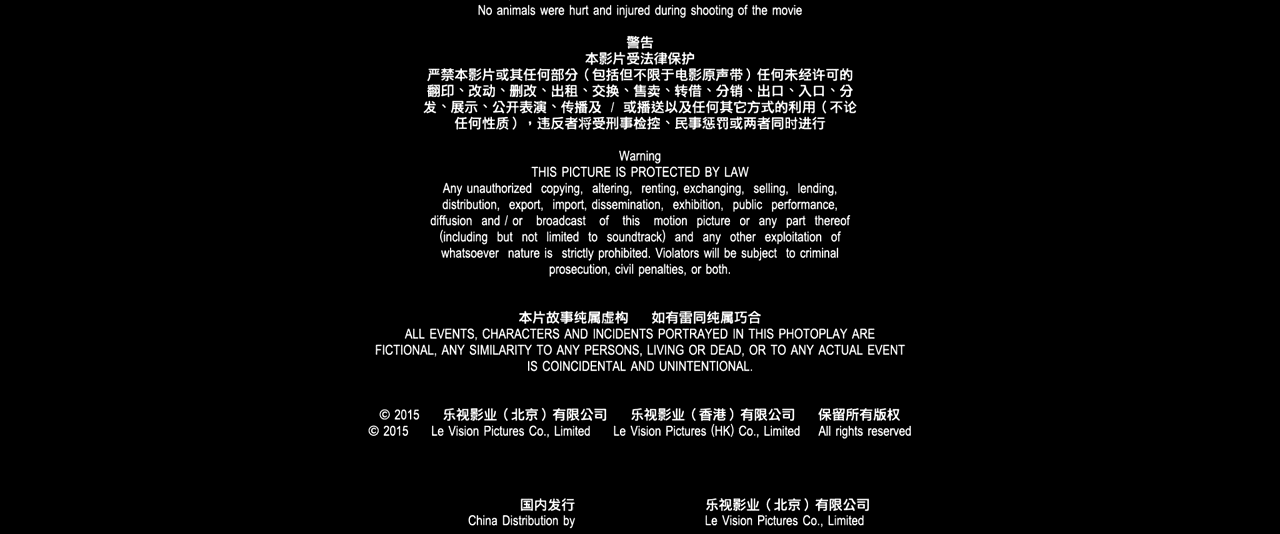 No animals were hurt and injured during shooting of the movie
警告
本影片受法律保护
严禁本影片或其任何部分（包括但不限于电影原声带）任何未经许可的
翻印、改动、删改、出租、交换、售卖、转借、分销、出口、入口、分
发、展示、公开表演、传播及 / 或播送以及任何其它方式的利用（不论
任何性质），违反者将受刑事检控、民事惩罚或两者同时进行
Warning
THIS PICTURE IS PROTECTED BY LAW
Any unauthorized copying, altering, renting, exchanging, selling, lending,
distribution, export, import, dissemination, exhibition, public performance,
diffusion and / or broadcast of this motion picture or any part thereof
(including but not limited to soundtrack) and any other exploitation of
whatsoever nature is strictly prohibited. Violators will be subject to criminal
prosecution, civil penalties, or both.
本片故事纯属虚构 如有雷同纯属巧合
ALL EVENTS, CHARACTERS AND INCIDENTS PORTRAYED IN THIS PHOTOPLAY ARE
FICTIONAL, ANY SIMILARITY TO ANY PERSONS, LIVING OR DEAD, OR TO ANY ACTUAL EVENT
IS COINCIDENTAL AND UNINTENTIONAL.
© 2015 乐视影业（北京）有限公司 乐视影业（香港）有限公司 保留所有版权
© 2015 Le Vision Pictures Co., Limited Le Vision Pictures (HK) Co., Limited All rights reserved
国内发行 乐视影业（北京）有限公司
China Distribution by Le Vision Pictures Co., Limited